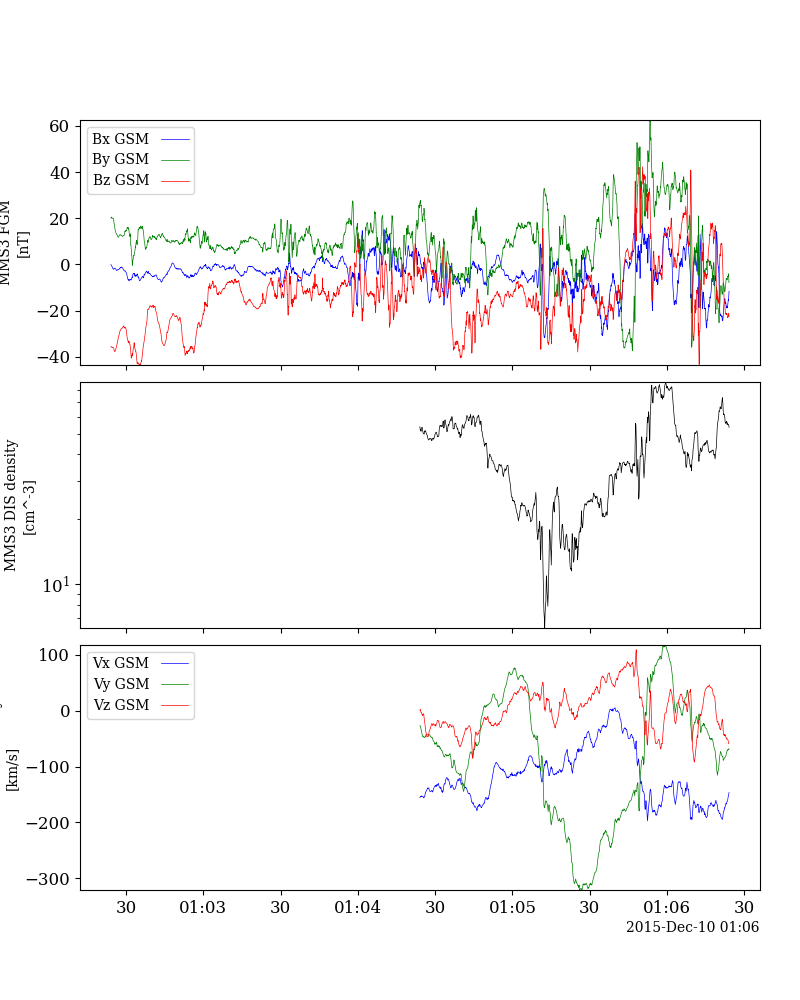 60
40
20
0
−20
−40
MMS3 FGM
[nT]
Bx GSM
By GSM
Bz GSM
10^1
MMS3 DIS density
[cm^-3]
100
0
−100
−200
−300
[km/s]
Vx GSM
Vy GSM
Vz GSM
30 01:03 30 01:04 30 01:05 30 01:06 30
2015-Dec-10 01:06